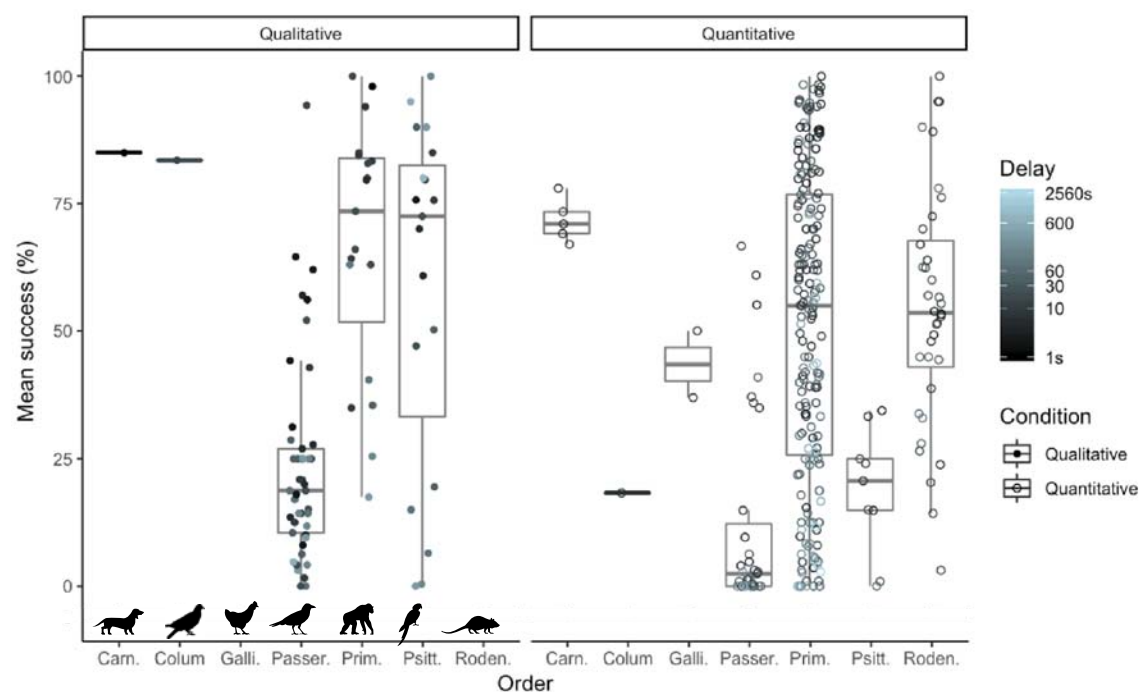 Qualitative
Quantitative
Mean success (%)
100
75
50
25
0
Carn. Colum Galli. Passer. Prim. Psitt. Roden.
Carn. Colum Galli. Passer. Prim. Psitt. Roden.
Order
Delay
2560s
600
60
30
10
1s
Condition
Qualitative
Quantitative